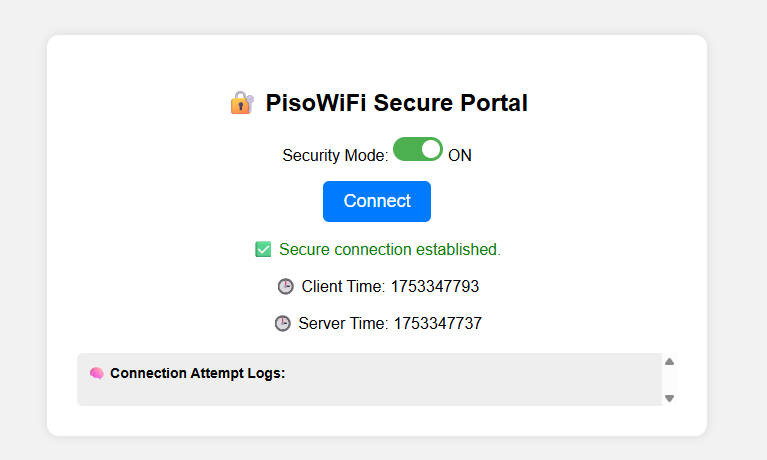 PisoWiFi Secure Portal
Security Mode: ON
Connect
Secure connection established.
Client Time: 1753347793
Server Time: 1753347737
Connection Attempt Logs: